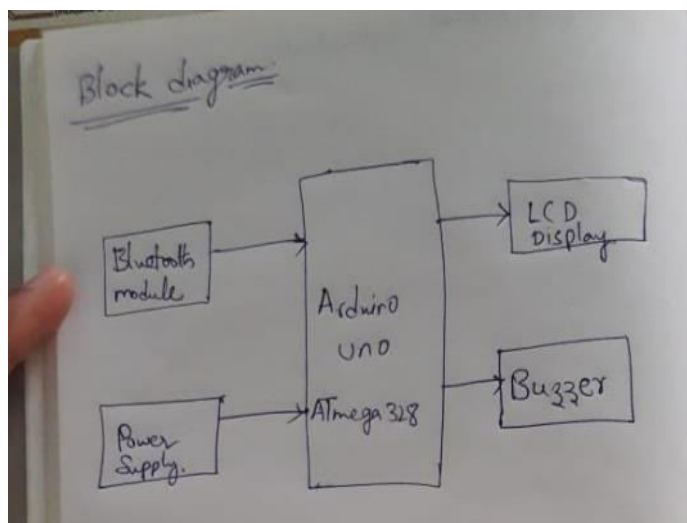 Block diagram.
Bluetooth
module
Power
Supply.
Arduino
UNO
ATmega 328
LCD
Display.
Buzzer